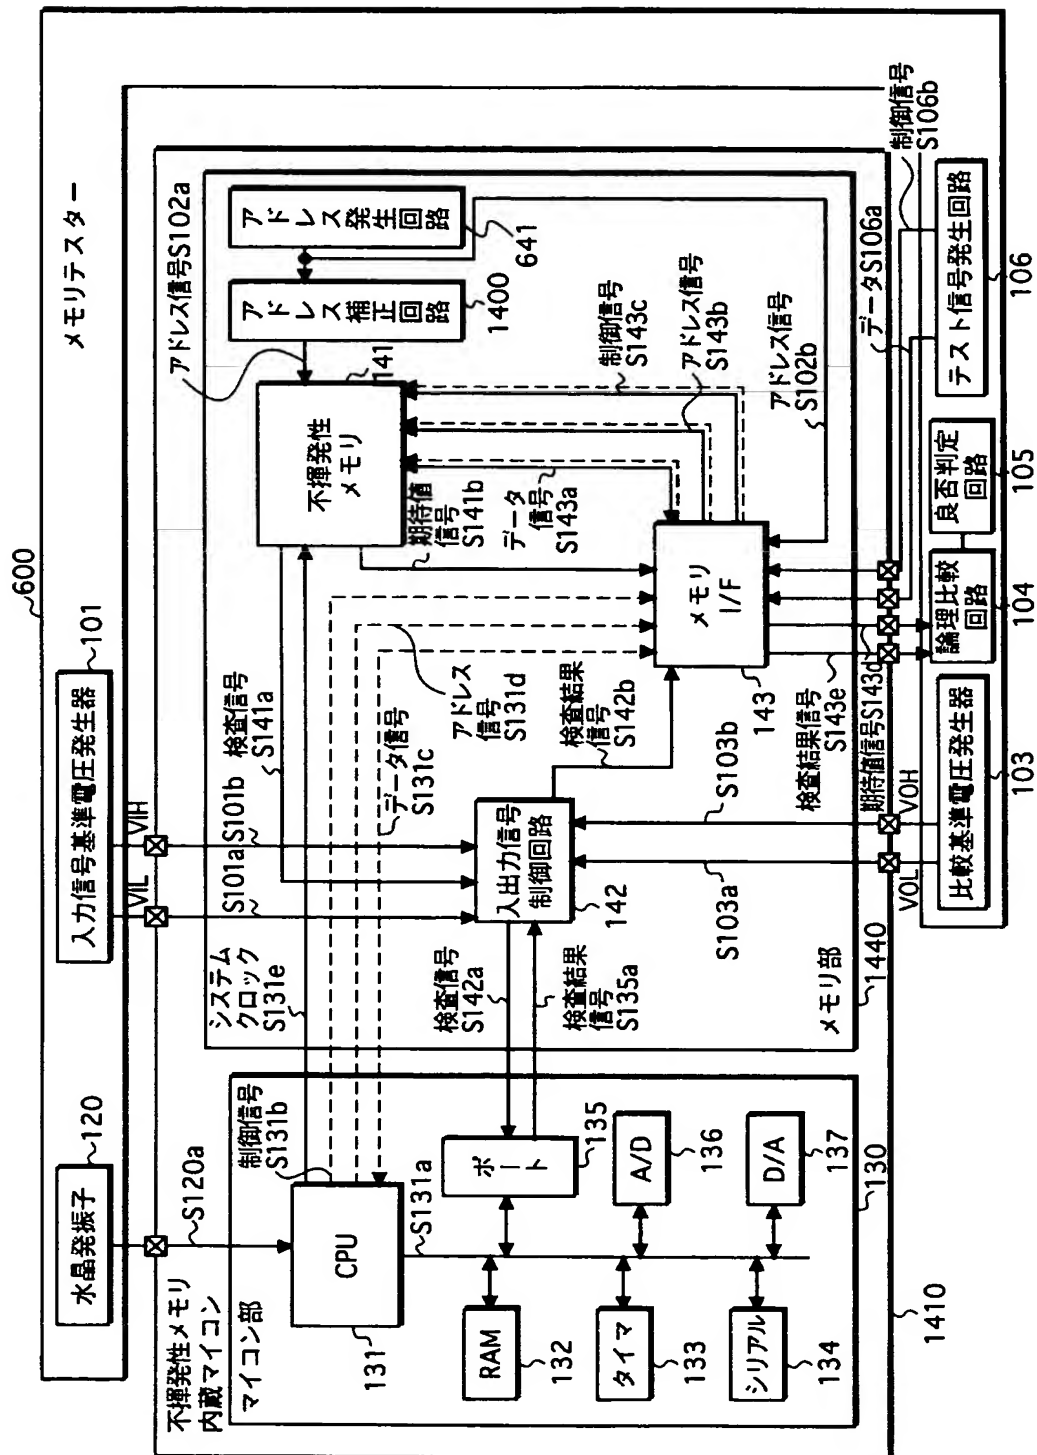 600
メモリテスター
水晶発振子
120
入力信号基準電圧発生器
101
S120a
VIL
VIH
不揮発性メモリ
内蔵マイコン
マイコン部
制御信号
S131b
CPU
131
S131a
RAM
132
タイマ
133
シリアル
134
ポート
135
A/D
136
D/A
137
130
1410
システム
クロック
S131e
S101a
S101b
検査信号
S141a
アドレス信号S102a
不揮発性
メモリ
141
アドレス
補正
回路
1400
アドレス
発生
回路
641
期待値
信号
S141b
データ
信号
S143a
制御信号
S143c
アドレス信号
S143b
アドレス信号
S102b
アドレス
信号
S131d
データ信号
S131c
検査信号
S142a
検査結果
信号
S135a
入出力信号
制御回路
142
検査結果
信号
S142b
メモリ
I/F
143
S103a
S103b
検査結果信号
S143e
期待値信号S143d
データS106a
制御信号
S106b
メモリ部
1440
VOL
VOH
比較基準電圧発生器
103
論理比較
回路
104
良否判定
回路
105
テスト信号発生回路
106